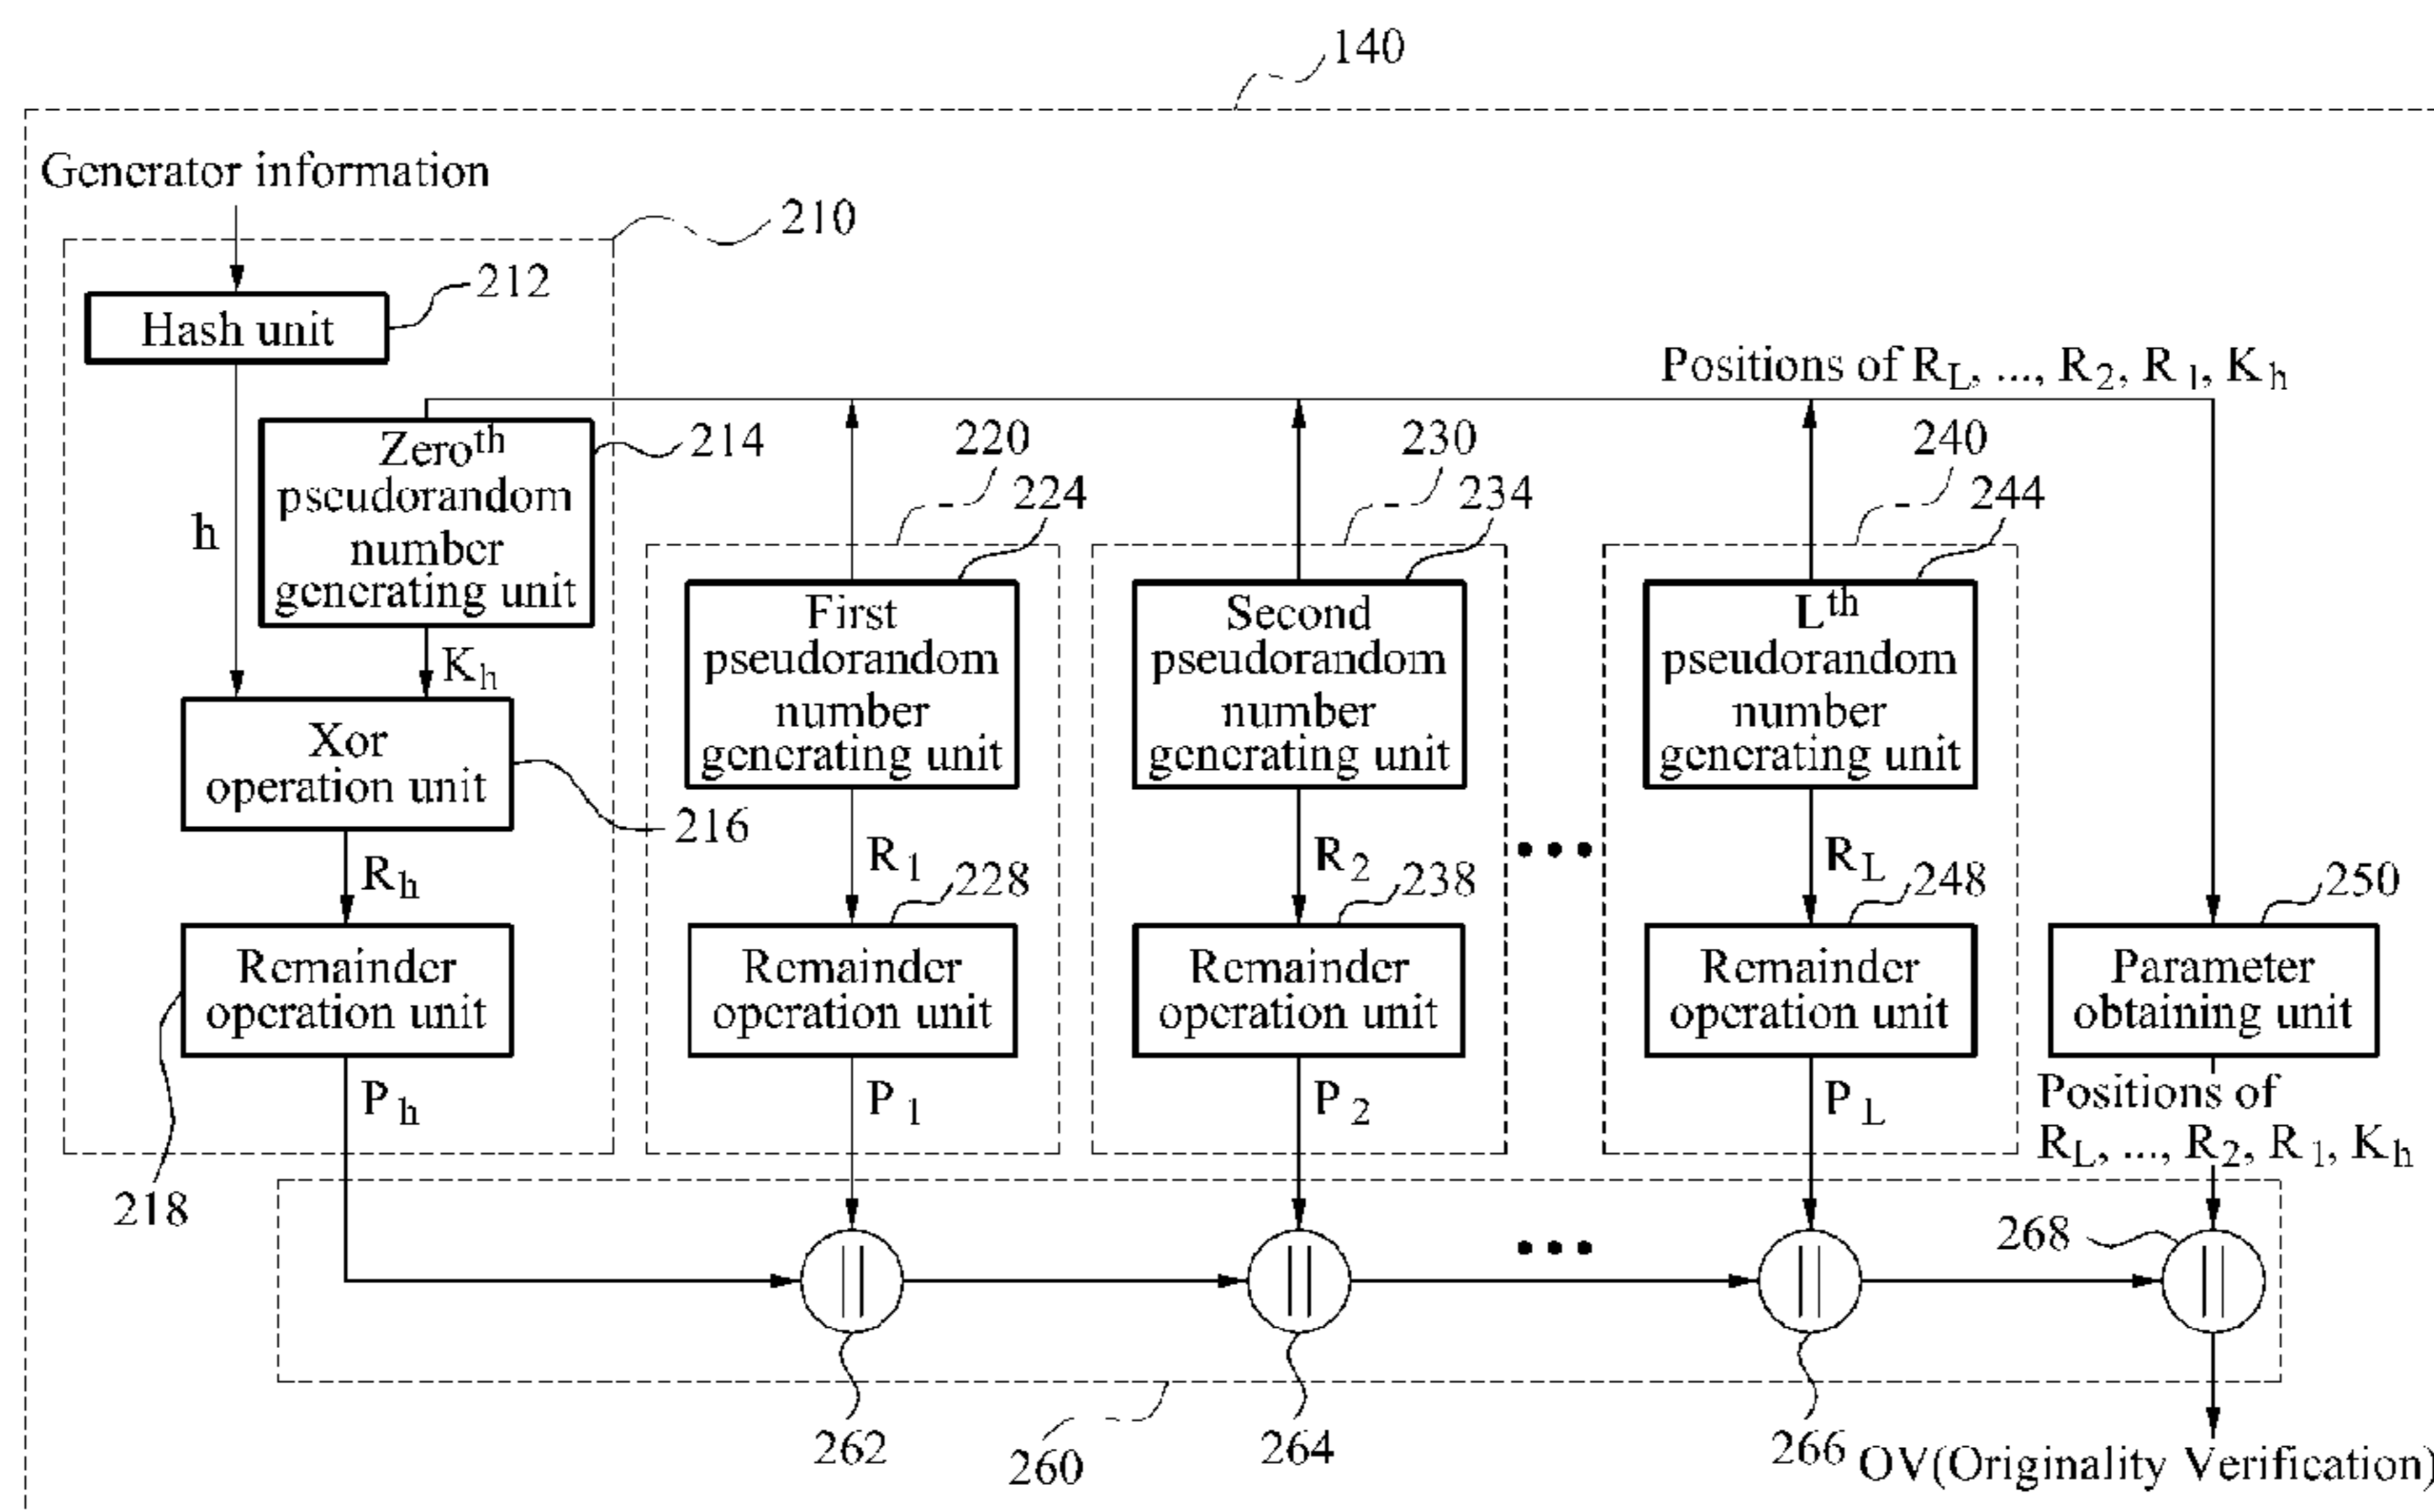 140
Generator information
210
212
Hash unit
Positions of R_L, ..., R_2, R_1, K_h
Zero^th
pseudorandom
number
generating unit
214
220
230
240
224
234
244
h
First
pseudorandom
number
generating unit
Second
pseudorandom
number
generating unit
L^th
pseudorandom
number
generating unit
K_h
Xor
operation unit
216
R_h
R_1
R_2
R_L
228
238
248
250
Remainder
operation unit
Remainder
operation unit
Remainder
operation unit
Remainder
operation unit
Parameter
obtaining unit
P_h
P_1
P_2
P_L
Positions of
R_L, ..., R_2, R_1, K_h
218
268
||
||
||
||
262
260
264
266
OV(Originality Verification)